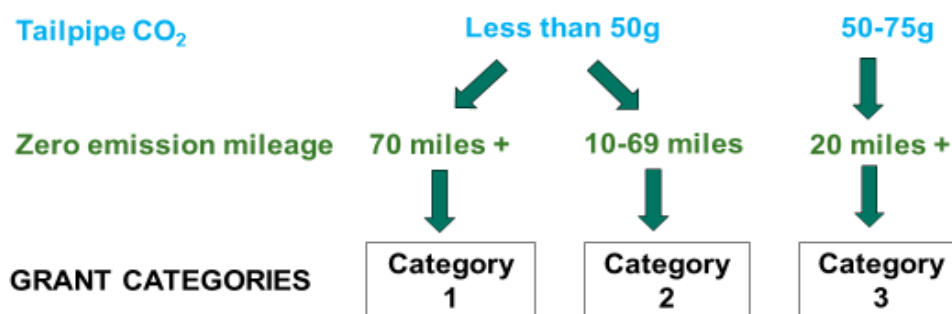 Tailpipe CO₂ Less than 50g 50-75g
Zero emission mileage 70 miles + 10-69 miles 20 miles +
GRANT CATEGORIES
Category
1
Category
2
Category
3